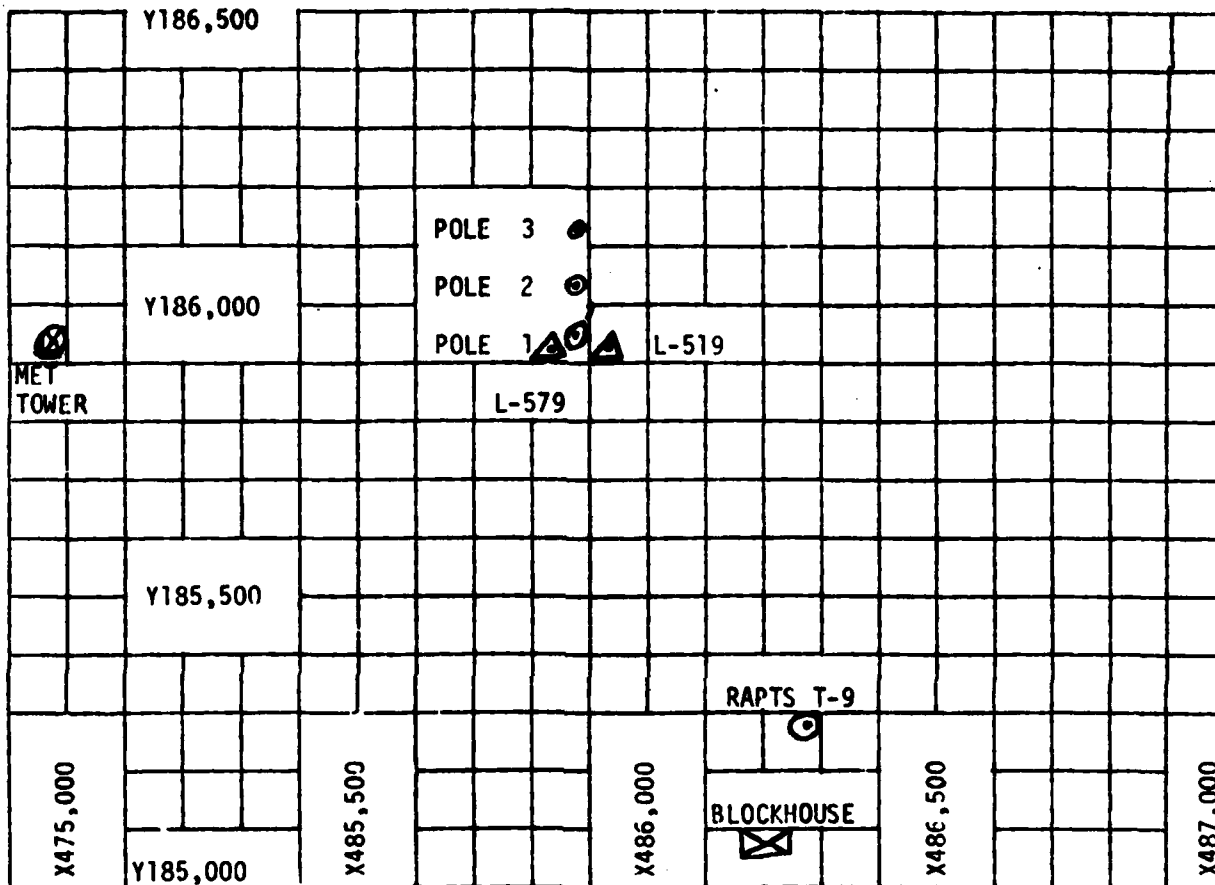 Y186,500
POLE 3
POLE 2
Y186,000
POLE 1
L-519
MET
TOWER
L-579
Y185,500
RAPTS T-9
X475,000
X485,500
X486,000
X486,500
X487,000
BLOCKHOUSE
Y185,000